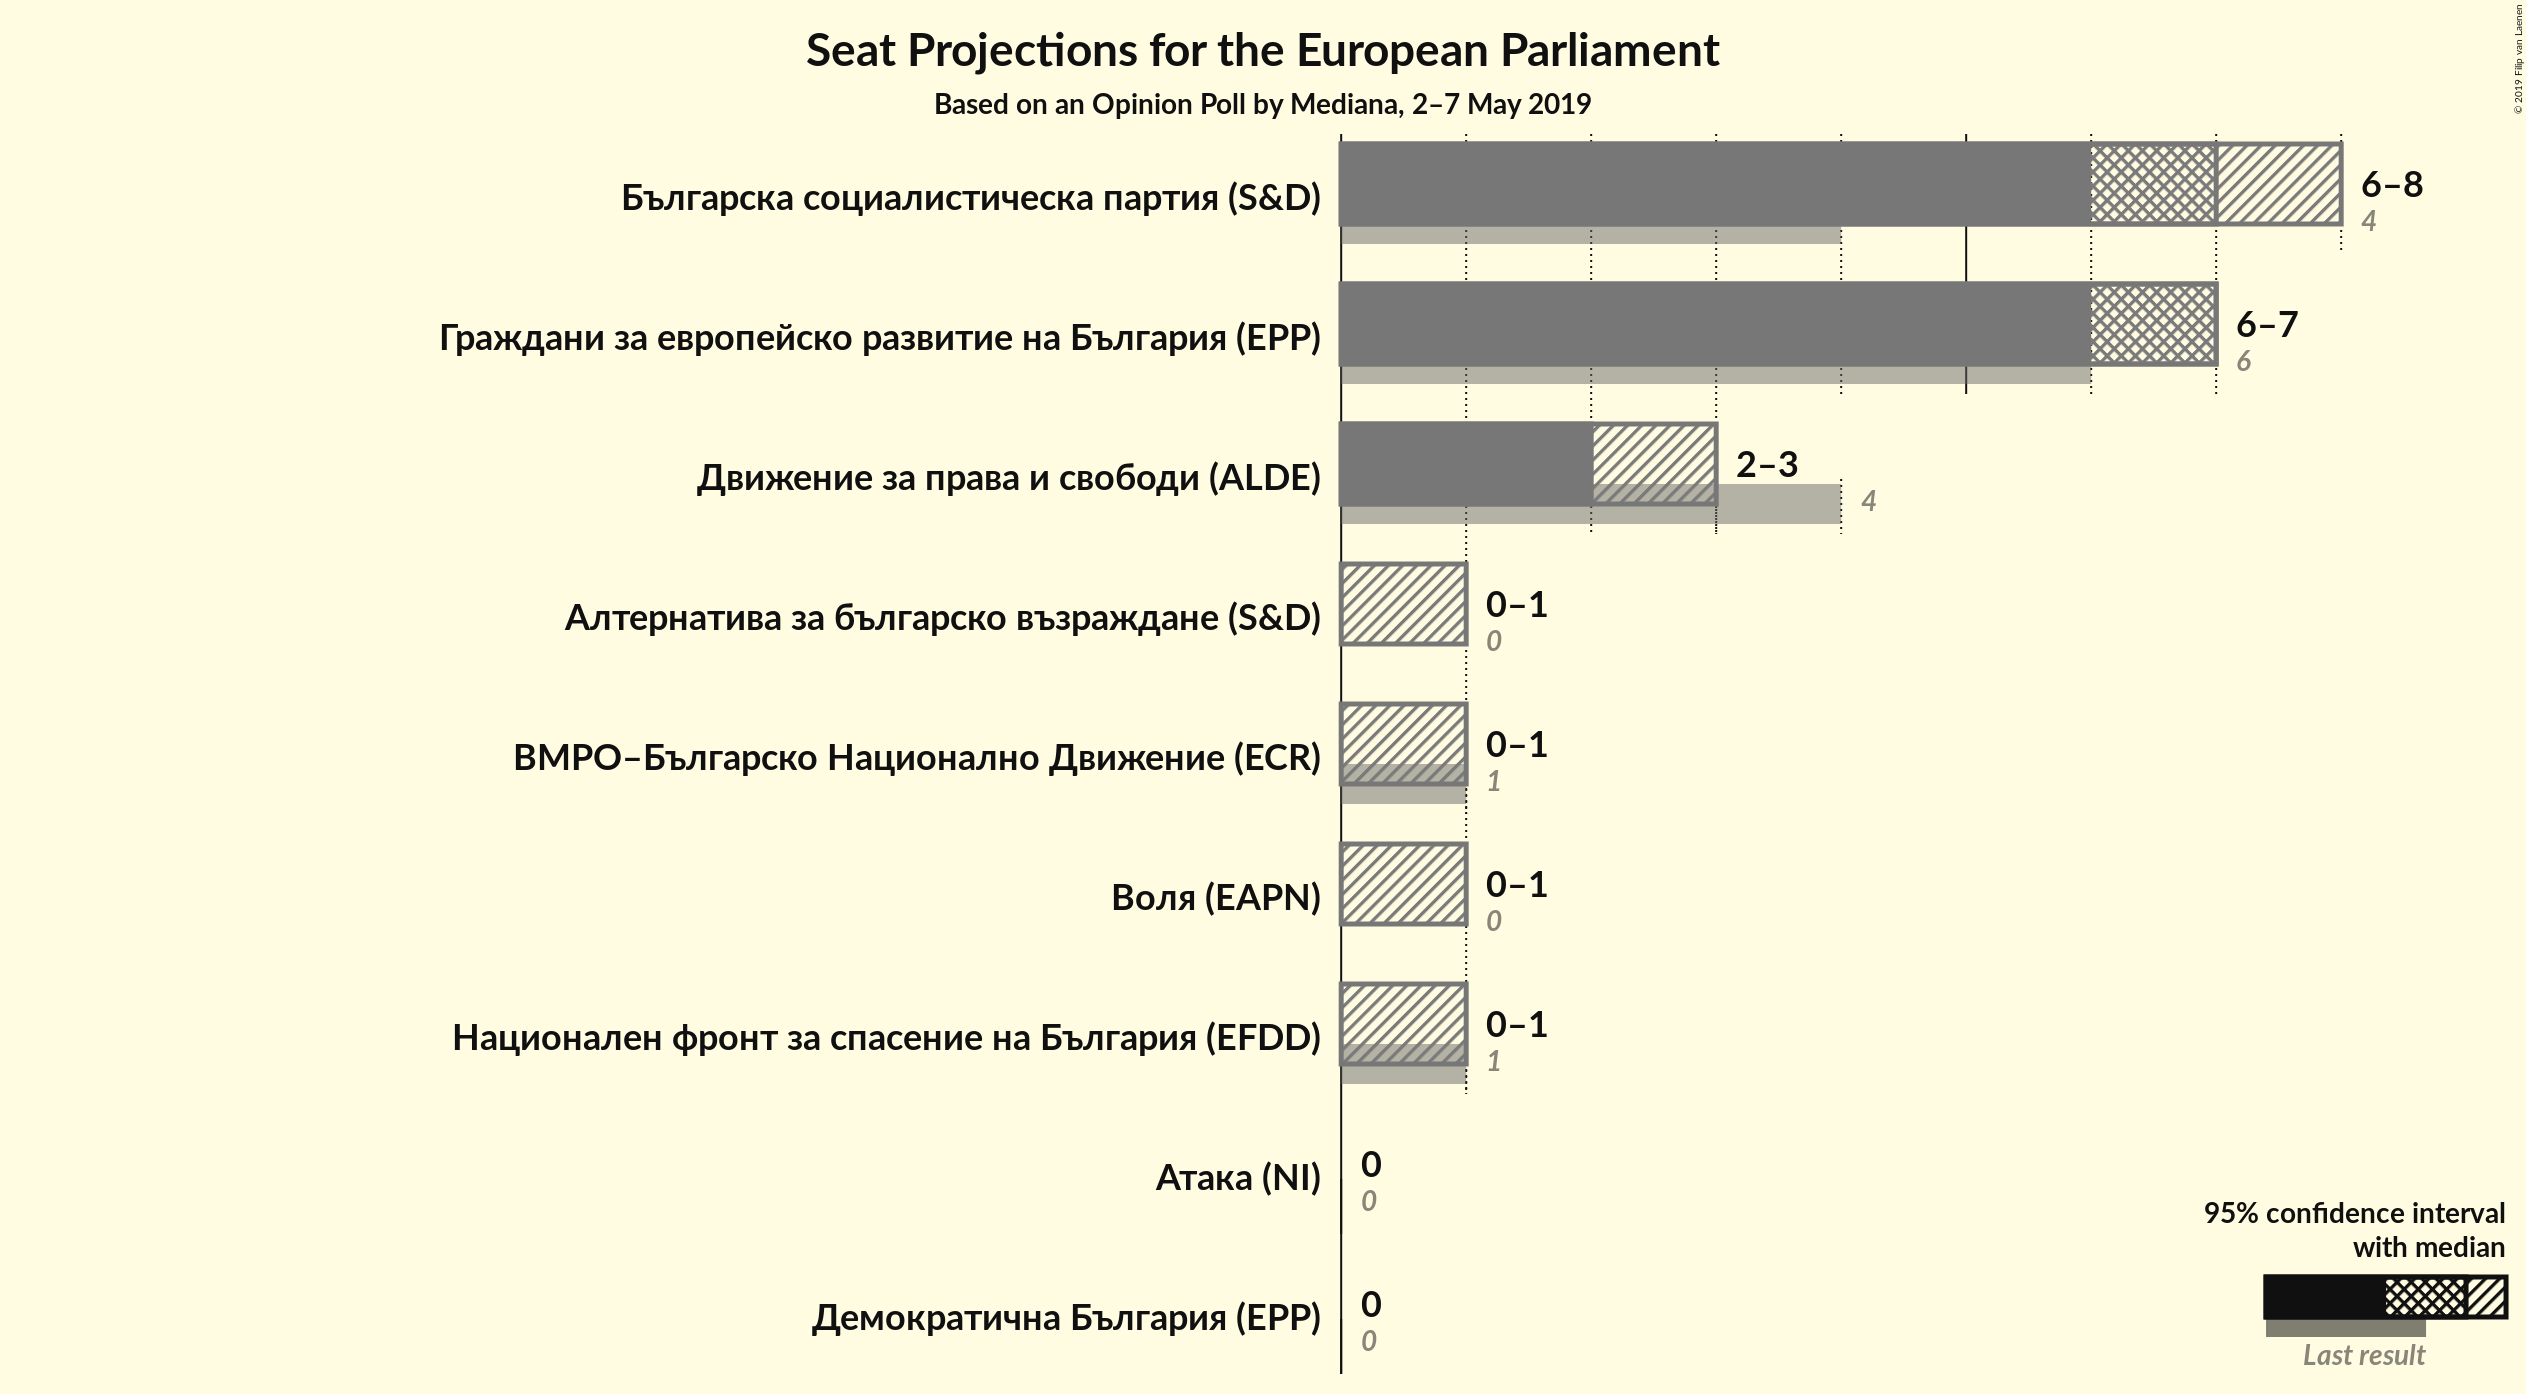 Seat Projections for the European Parliament
Based on an Opinion Poll by Mediana, 2–7 May 2019
© 2019 Filip van Laenen
Българска социалистическа партия (S&D)
6–8
4
Граждани за европейско развитие на България (EPP)
6–7
6
Движение за права и свободи (ALDE)
2–3
4
Алтернатива за българско възраждане (S&D)
0–1
0
ВМРО–Българско Национално Движение (ECR)
0–1
1
Воля (EAPN)
0–1
0
Национален фронт за спасение на България (EFDD)
0–1
1
Атака (NI)
0
0
Демократична България (EPP)
0
0
95% confidence interval
with median
Last result